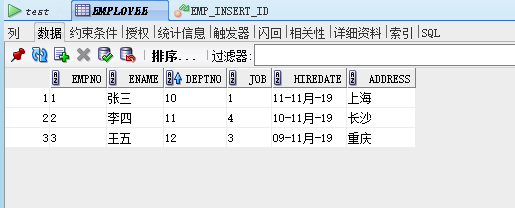 test EMPLOYEE EMP_INSERT_ID
列 数据 约束条件 授权 统计信息 触发器 闪回 相关性 详细资料 索引 SQL
排序... 过滤器:
EMPNO ENAME DEPTNO JOB HIREDATE ADDRESS
1 1 张三 10 1 11-11月-19 上海
2 2 李四 11 4 10-11月-19 长沙
3 3 王五 12 3 09-11月-19 重庆